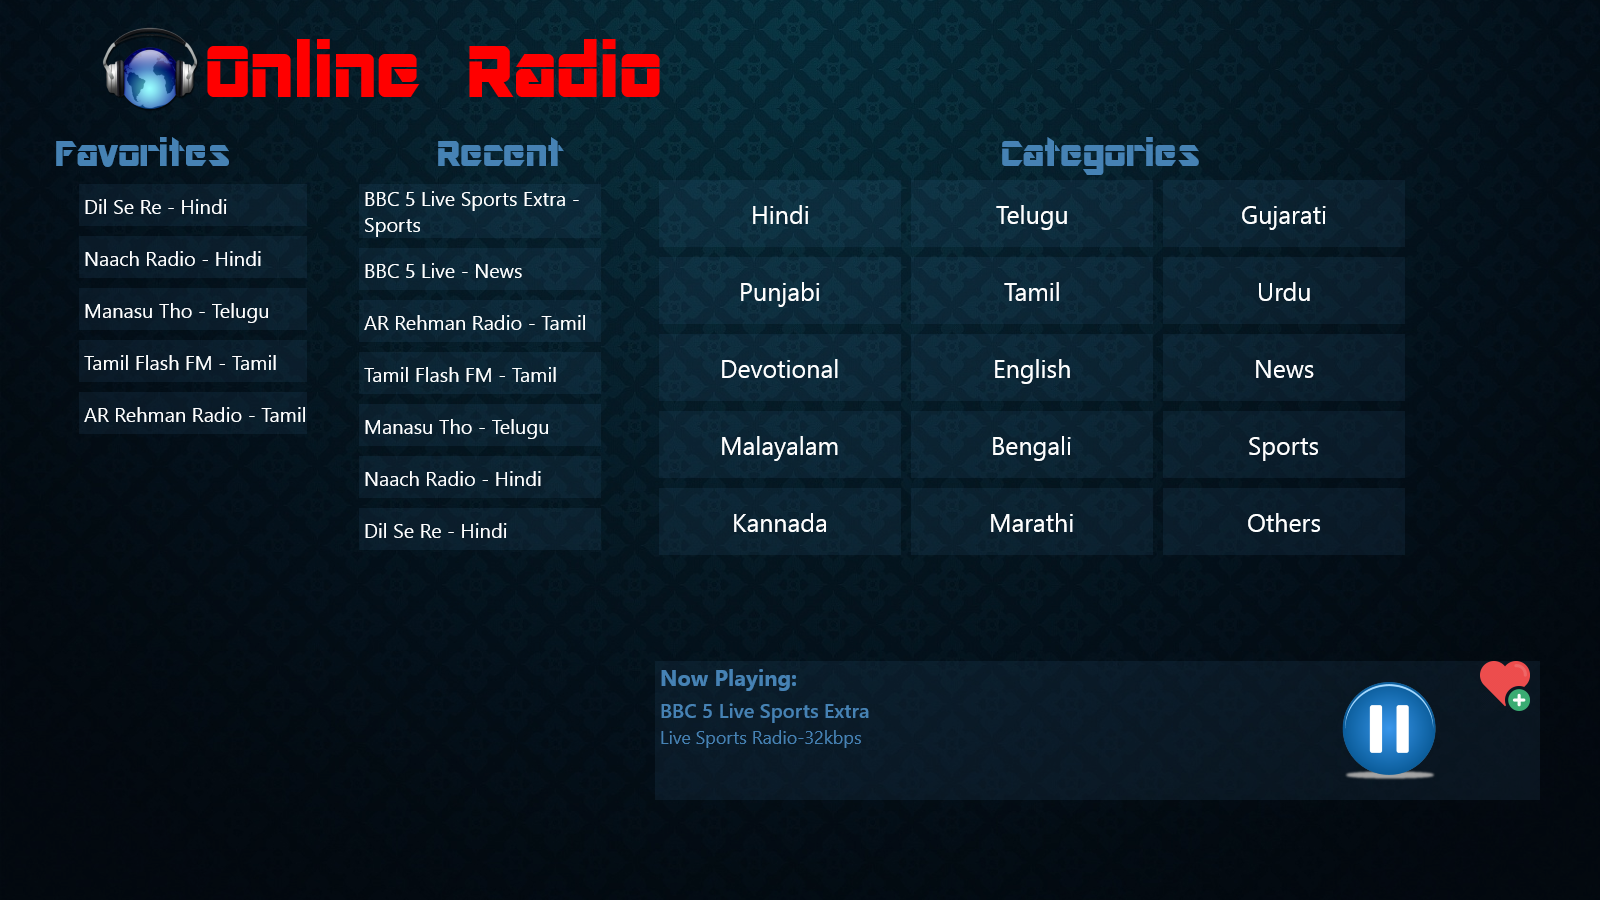 Online Radio
Favorites
Dil Se Re - Hindi
Naach Radio - Hindi
Manasu Tho - Telugu
Tamil Flash FM - Tamil
AR Rehman Radio - Tamil
Recent
BBC 5 Live Sports Extra -
Sports
BBC 5 Live - News
AR Rehman Radio - Tamil
Tamil Flash FM - Tamil
Manasu Tho - Telugu
Naach Radio - Hindi
Dil Se Re - Hindi
Categories
Hindi
Telugu
Gujarati
Punjabi
Tamil
Urdu
Devotional
English
News
Malayalam
Bengali
Sports
Kannada
Marathi
Others
Now Playing:
BBC 5 Live Sports Extra
Live Sports Radio-32kbps